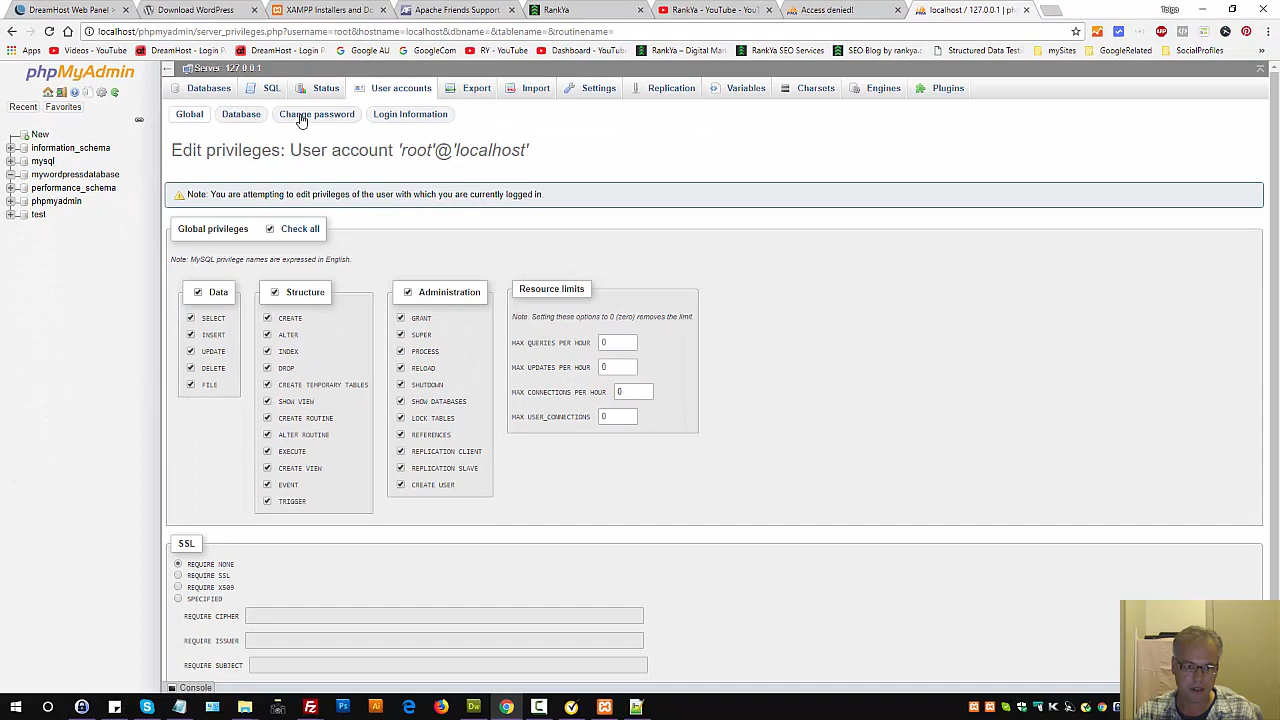 DreamHost Web Panel
Download WordPress
XAMPP Installers and Do
Apache Friends Support
RankYa
RankYa - YouTube - YouT
Access denied!
localhost / 127.0.0.1 | ph
Tolga
localhost/phpmyadmin/server_privileges.php?username=root&hostname=localhost&dbname=&tablename=&routinename=
Apps
Videos - YouTube
DreamHost - Login
DreamHost - Login
Google AU
GoogleCom
RY - YouTube
Dashboard - YouTube
RankYa – Digital Mark
RankYa SEO Services
SEO Blog by rankya.c
Structured Data Testi
mySites
GoogleRelated
SocialProfiles
phpMyAdmin
Recent
Favorites
New
information_schema
mysql
mywordpressdatabase
performance_schema
phpmyadmin
test
Server: 127.0.0.1
Databases
SQL
Status
User accounts
Export
Import
Settings
Replication
Variables
Charsets
Engines
Plugins
Global
Database
Change password
Login Information
Edit privileges: User account 'root'@'localhost'
Note: You are attempting to edit privileges of the user with which you are currently logged in.
Global privileges
Check all
Note: MySQL privilege names are expressed in English.
Data
SELECT
INSERT
UPDATE
DELETE
FILE
Structure
CREATE
ALTER
INDEX
DROP
CREATE TEMPORARY TABLES
SHOW VIEW
CREATE ROUTINE
ALTER ROUTINE
EXECUTE
CREATE VIEW
EVENT
TRIGGER
Administration
GRANT
SUPER
PROCESS
RELOAD
SHUTDOWN
SHOW DATABASES
LOCK TABLES
REFERENCES
REPLICATION CLIENT
REPLICATION SLAVE
CREATE USER
Resource limits
Note: Setting these options to 0 (zero) removes the limit.
MAX QUERIES PER HOUR 0
MAX UPDATES PER HOUR 0
MAX CONNECTIONS PER HOUR 0
MAX USER_CONNECTIONS 0
SSL
REQUIRE NONE
REQUIRE SSL
REQUIRE X509
SPECIFIED
REQUIRE CIPHER
REQUIRE ISSUER
REQUIRE SUBJECT
Console